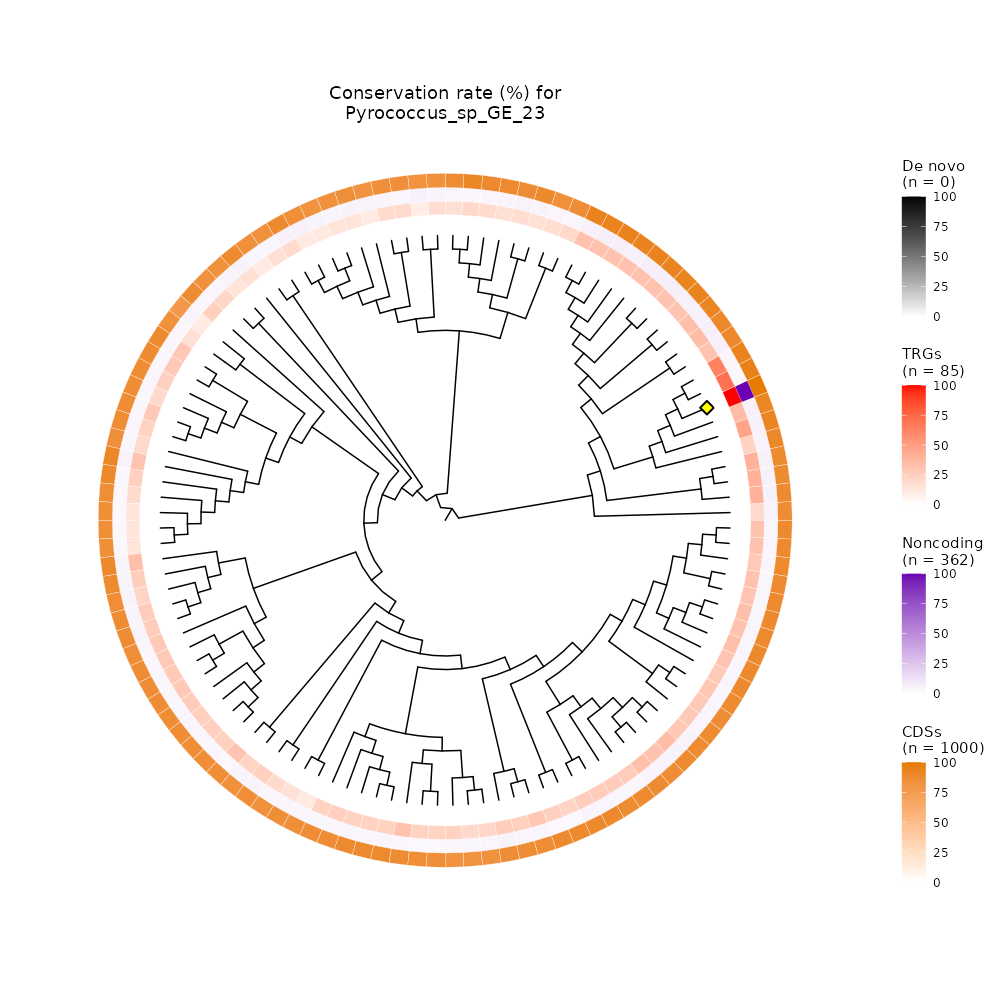 Conservation rate (%) for
Pyrococcus_sp_GE_23
De novo
(n = 0)
100
75
50
25
0
TRGs
(n = 85)
100
75
50
25
0
Noncoding
(n = 362)
100
75
50
25
0
CDSs
(n = 1000)
100
75
50
25
0